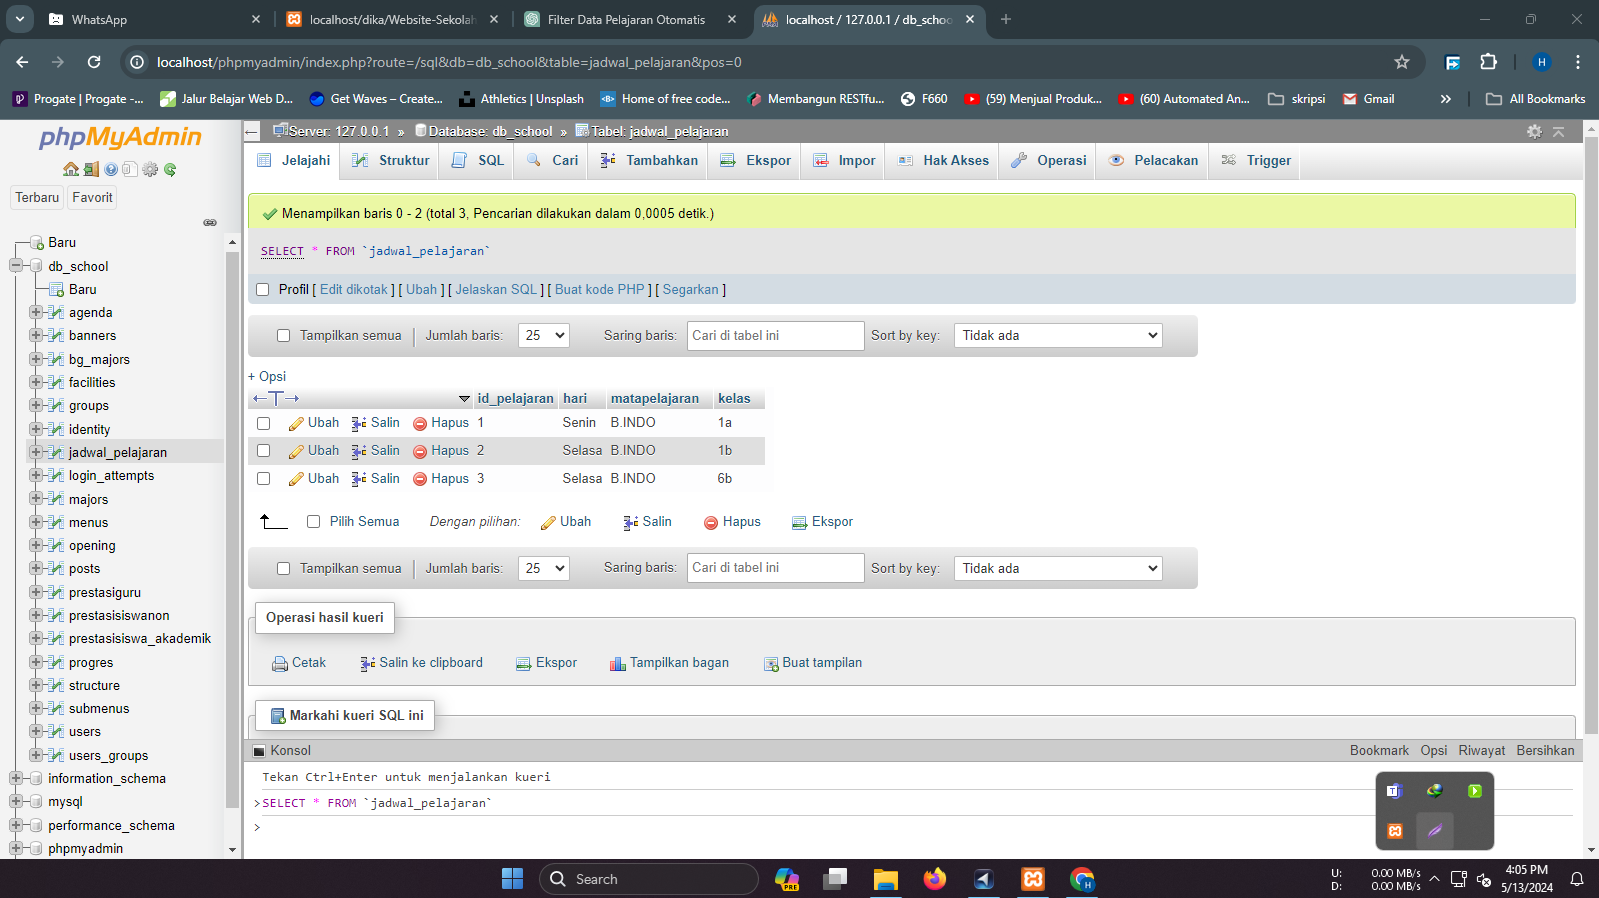 WhatsApp
localhost/dika/Website-Sekolah
Filter Data Pelajaran Otomatis
localhost / 127.0.0.1 / db_schoo
localhost/phpmyadmin/index.php?route=/sql&db=db_school&table=jadwal_pelajaran&pos=0
H
Progate | Progate -...
Jalur Belajar Web D...
Get Waves – Create...
Athletics | Unsplash
Home of free code...
Membangun RESTfu...
F660
(59) Menjual Produk...
(60) Automated An...
skripsi
Gmail
All Bookmarks
phpMyAdmin
Terbaru
Favorit
Baru
db_school
Baru
agenda
banners
bg_majors
facilities
groups
identity
jadwal_pelajaran
login_attempts
majors
menus
opening
posts
prestasiguru
prestasisiswanon
prestasisiswa_akademik
progres
structure
submenus
users
users_groups
information_schema
mysql
performance_schema
phpmyadmin
Server: 127.0.0.1 » Database: db_school » Tabel: jadwal_pelajaran
Jelajahi
Struktur
SQL
Cari
Tambahkan
Ekspor
Impor
Hak Akses
Operasi
Pelacakan
Trigger
Menampilkan baris 0 - 2 (total 3, Pencarian dilakukan dalam 0,0005 detik.)
SELECT * FROM `jadwal_pelajaran`
Profil [ Edit dikotak ] [ Ubah ] [ Jelaskan SQL ] [ Buat kode PHP ] [ Segarkan ]
Tampilkan semua | Jumlah baris: 25 Saring baris: Cari di tabel ini Sort by key: Tidak ada
+ Opsi
←T→ id_pelajaran hari matapelajaran kelas
Ubah Salin Hapus 1 Senin B.INDO 1a
Ubah Salin Hapus 2 Selasa B.INDO 1b
Ubah Salin Hapus 3 Selasa B.INDO 6b
Pilih Semua Dengan pilihan: Ubah Salin Hapus Ekspor
Tampilkan semua | Jumlah baris: 25 Saring baris: Cari di tabel ini Sort by key: Tidak ada
Operasi hasil kueri
Cetak Salin ke clipboard Ekspor Tampilkan bagan Buat tampilan
Markahi kueri SQL ini
Konsol
Bookmark Opsi Riwayat Bersihkan
Tekan Ctrl+Enter untuk menjalankan kueri
>SELECT * FROM `jadwal_pelajaran`
>
Search
PRE
H
U: 0.00 MB/s
D: 0.00 MB/s
4:05 PM
5/13/2024